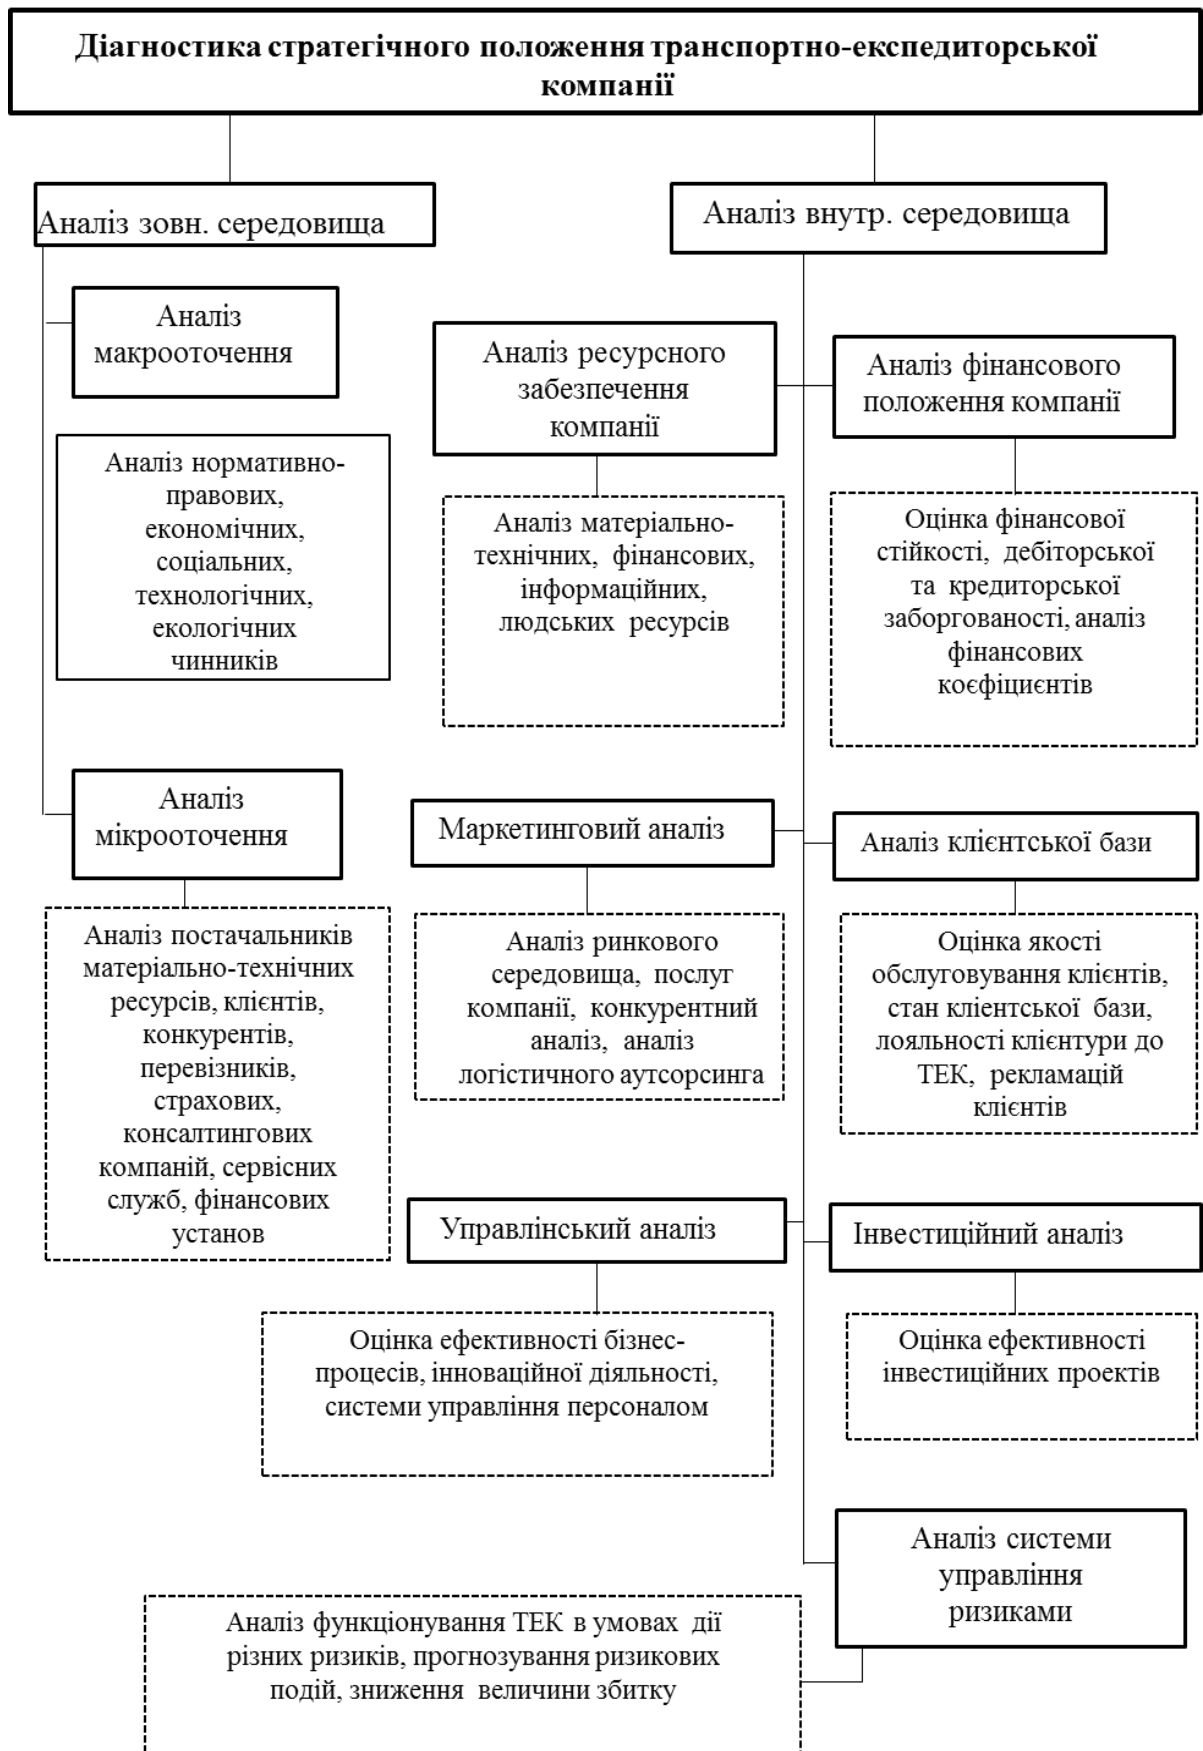 Діагностика стратегічного положення транспортно-експедиторської
компанії
Аналіз зовн. середовища
Аналіз внутр. середовища
Аналіз
макрооточення
Аналіз нормативно-
правових,
економічних,
соціальних,
технологічних,
екологічних
чинників
Аналіз
мікрооточення
Аналіз постачальників
матеріально-технічних
ресурсів, клієнтів,
конкурентів,
перевізників,
страхових,
консалтингових
компаній, сервісних
служб, фінансових
установ
Аналіз ресурсного
забезпечення
компанії
Аналіз матеріально-
технічних, фінансових,
інформаційних,
людських ресурсів
Аналіз фінансового
положення компанії
Оцінка фінансової
стійкості, дебіторської
та кредиторської
заборгованості, аналіз
фінансових
коєфіциєнтів
Маркетинговий аналіз
Аналіз ринкового
середовища, послуг
компанії, конкурентний
аналіз, аналіз
логістичного аутсорсинга
Аналіз клієнтської бази
Оцінка якості
обслуговування клієнтів,
стан кліентської бази,
лояльності клієнтури до
ТЕК, рекламацій
клієнтів
Управлінський аналіз
Оцінка ефективності бізнес-
процесів, інноваційної діяльності,
системи управління персоналом
Інвестиційний аналіз
Оцінка ефективності
інвестиційних проектів
Аналіз системи
управління
ризиками
Аналіз функціонування ТЕК в умовах дії
різних ризиків, прогнозування ризикових
подій, зниження величини збитку